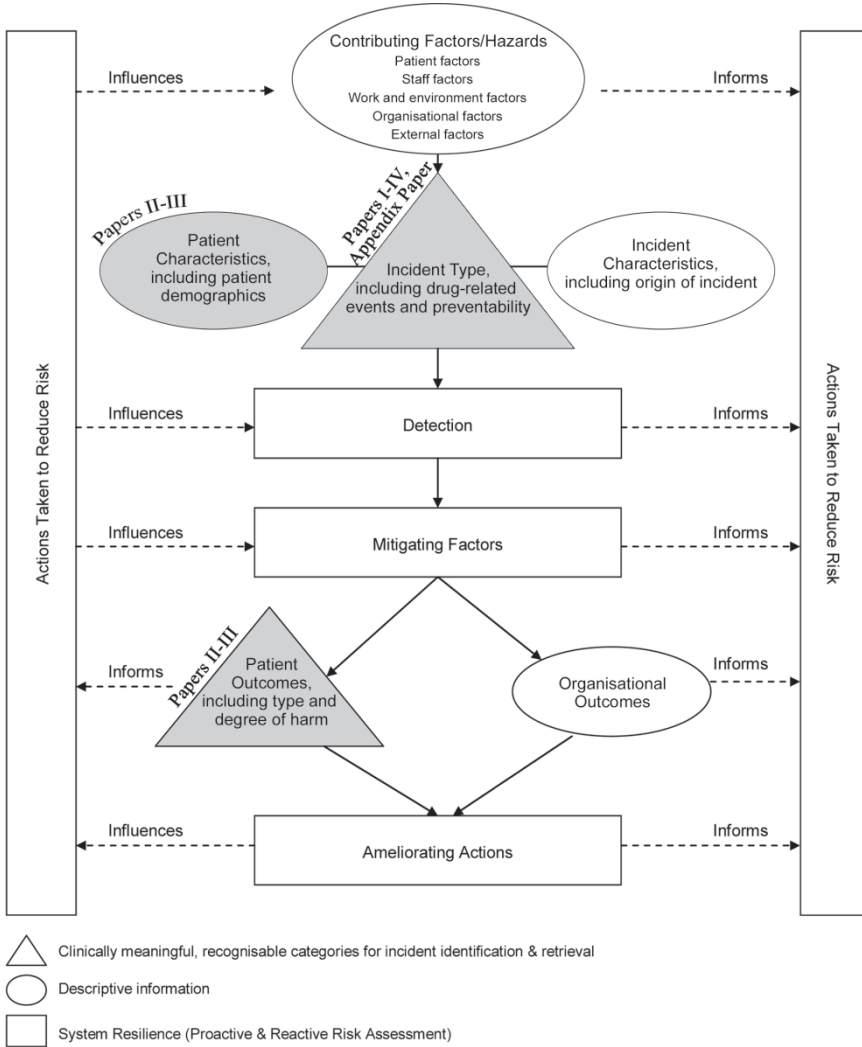 Contributing Factors/Hazards
Patient factors
Staff factors
Work and environment factors
Organisational factors
External factors
Influences
Informs
Papers I-IV,
Appendix Paper
Papers II-III
Patient
Characteristics,
including patient
demographics
Incident Type,
including drug-related
events and preventability
Incident
Characteristics,
including origin of incident
Actions Taken to Reduce Risk
Actions Taken to Reduce Risk
Influences
Detection
Informs
Influences
Mitigating Factors
Informs
Papers II-III
Informs
Patient
Outcomes,
including type and
degree of harm
Organisational
Outcomes
Informs
Influences
Ameliorating Actions
Informs
Clinically meaningful, recognisable categories for incident identification & retrieval
Descriptive information
System Resilience (Proactive & Reactive Risk Assessment)